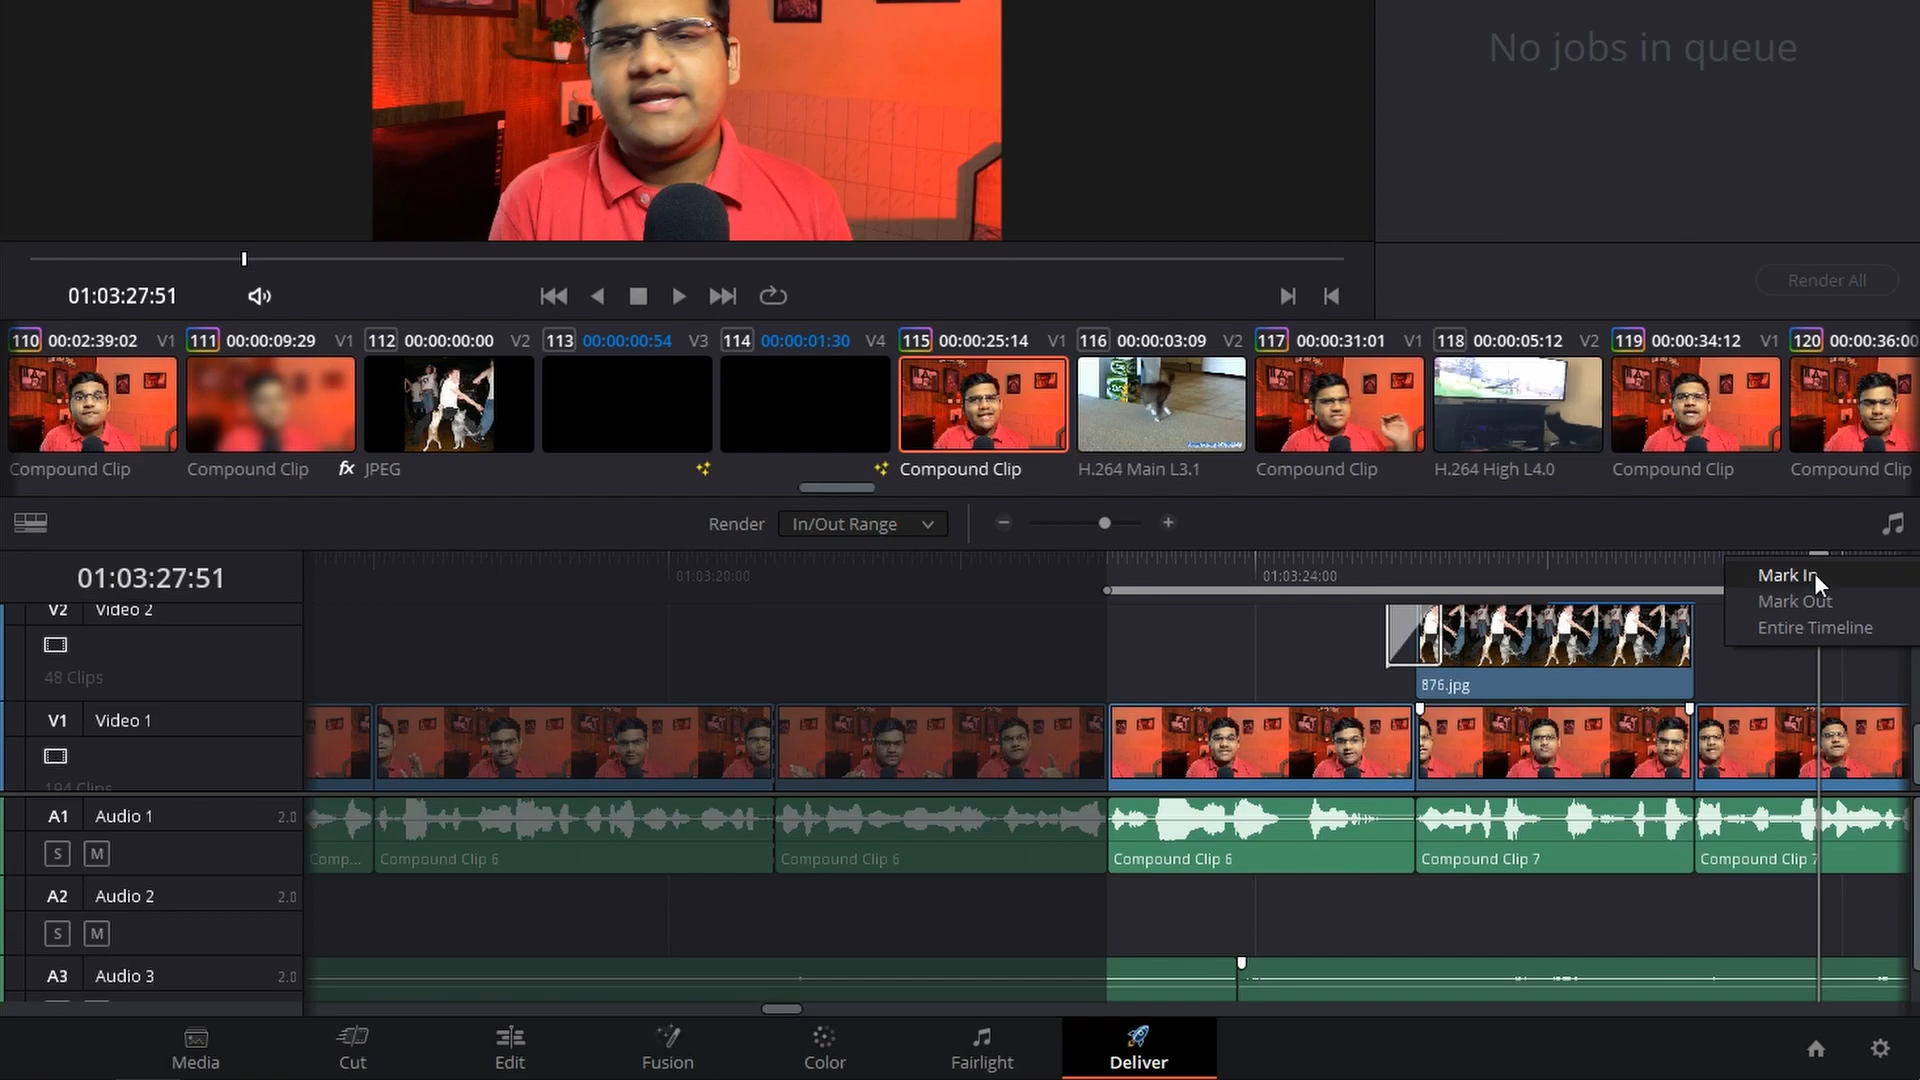 No jobs in queue
01:03:27:51
Render All
110 00:02:39:02 V1
111 00:00:09:29 V1
112 00:00:00:00 V2
113 00:00:00:54 V3
114 00:00:01:30 V4
115 00:00:25:14 V1
116 00:00:03:09 V2
117 00:00:31:01 V1
118 00:00:05:12 V2
119 00:00:34:12 V1
120 00:00:36:00
Compound Clip
Compound Clip fx
JPEG
Compound Clip
H.264 Main L3.1
Compound Clip
H.264 High L4.0
Compound Clip
Compound Clip
Render In/Out Range
01:03:27:51
01:03:20:00
01:03:24:00
Mark In
Mark Out
Entire Timeline
V2 Video 2
48 Clips
876.jpg
V1 Video 1
194 Clips
A1 Audio 1 2.0
S M
Comp...
Compound Clip 6
Compound Clip 6
Compound Clip 6
Compound Clip 7
Compound Clip 7
A2 Audio 2 2.0
S M
A3 Audio 3 2.0
Media
Cut
Edit
Fusion
Color
Fairlight
Deliver